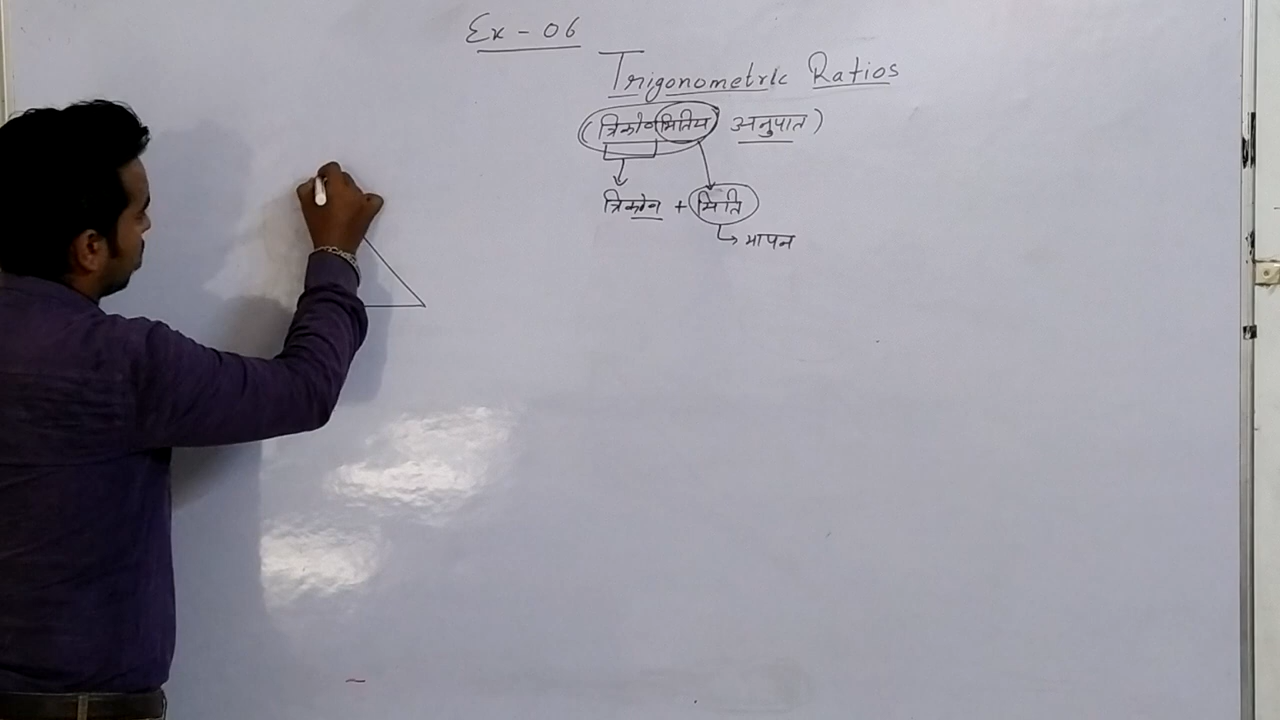 Ex - 06
Trigonometric Ratios
(त्रिकोणमितिय अनुपात)
त्रिकोण + मिति
मापन